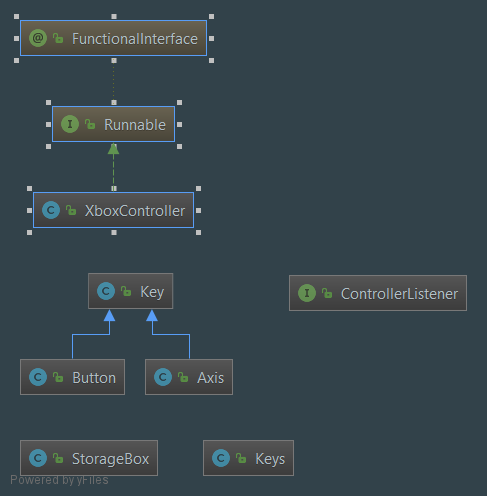 @ FunctionalInterface
I Runnable
C XboxController
C Key
I ControllerListener
C Button
C Axis
C StorageBox
C Keys
Powered by yFiles